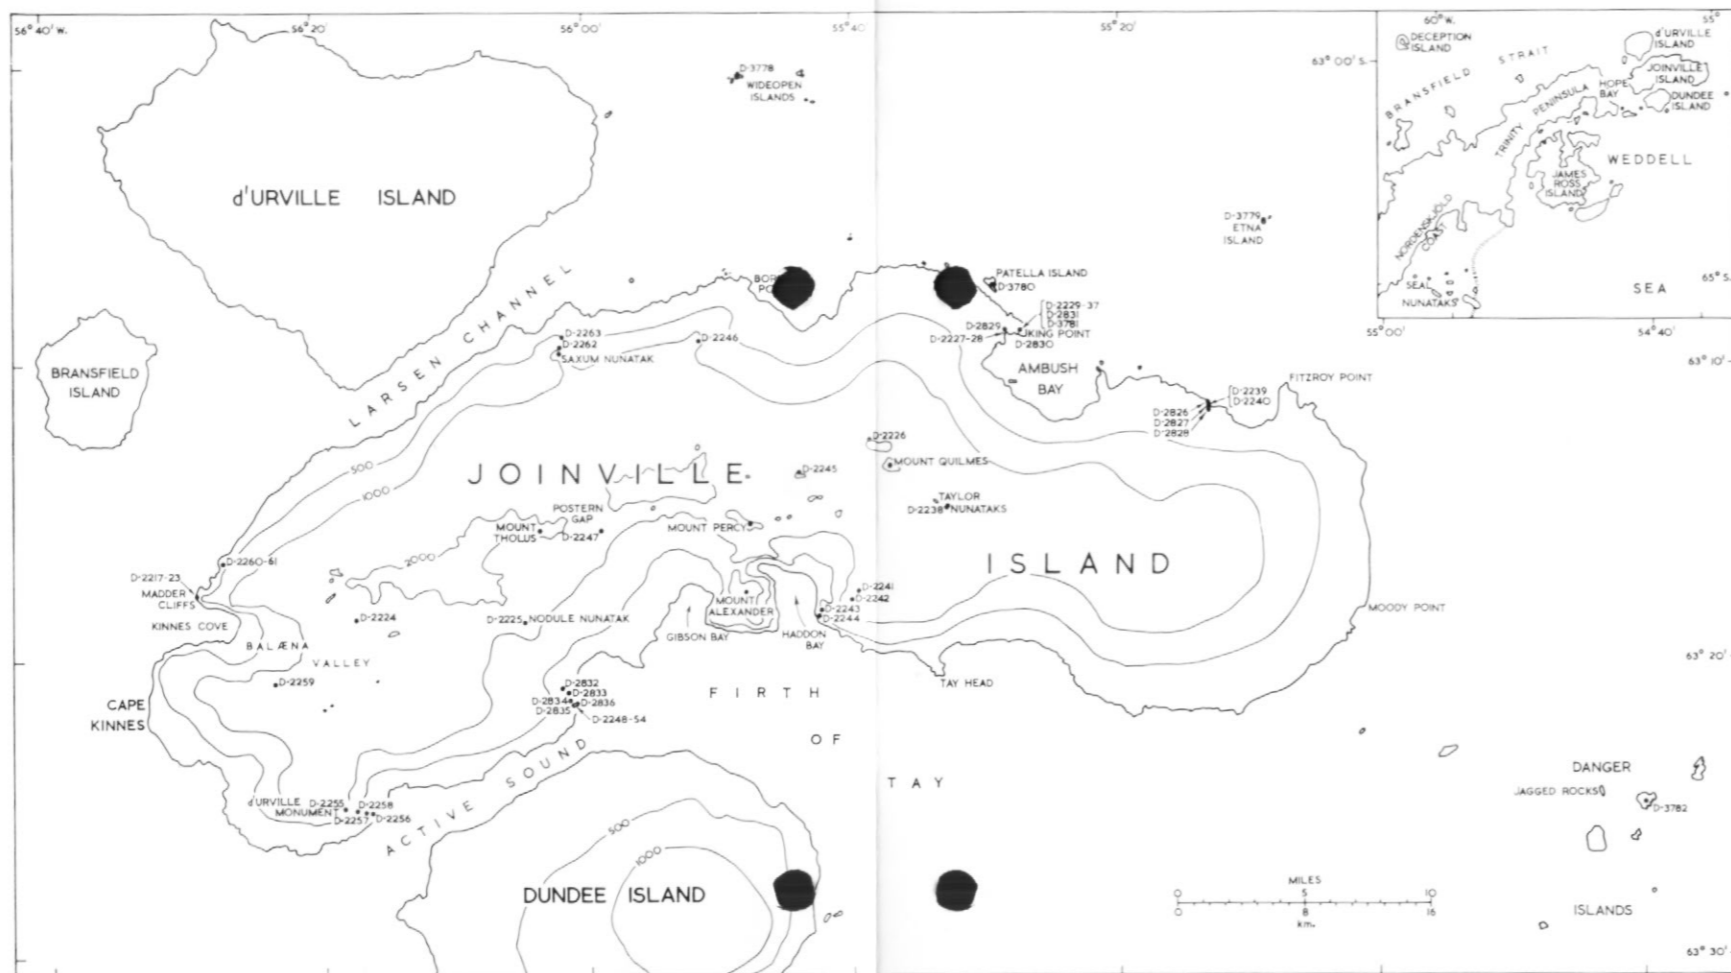 56° 40' W.
56° 20'
56° 00'
55° 40'
55° 20'
63° 00' S.
60° W.
55°
DECEPTION
ISLAND
BRANSFIELD STRAIT
d'URVILLE
ISLAND
JOINVILLE
ISLAND
HOPE
BAY
DUNDEE
ISLAND
TRINITY PENINSULA
WEDDELL
JAMES
ROSS
ISLAND
NORDENSKJOLD
COAST
SEAL
NUNATAKS
65° S.
SEA
55° 00'
54° 40'
D-3778
WIDEOPEN
ISLANDS
d'URVILLE ISLAND
D-3779
ETNA
ISLAND
PATELLA ISLAND
D-3780
D-2229-37
D-2831
D-3781
D-2829
KING POINT
D-2227-28
D-2830
AMBUSH
BAY
63° 10'
FITZROY POINT
D-2239
D-2240
D-2826
D-2827
D-2828
LARSEN CHANNEL
D-2263
D-2262
SAXUM NUNATAK
D-2246
BRANSFIELD
ISLAND
500
1000
D-2226
MOUNT QUILMES
JOINVILLE
D-2245
TAYLOR
D-2238
NUNATAKS
POSTERN
GAP
MOUNT
THOLUS
D-2247
MOUNT PERCY
2000
ISLAND
D-2260-61
D-2217-23
MADDER
CLIFFS
KINNES COVE
D-2224
D-2225
NODULE NUNATAK
MOUNT
ALEXANDER
D-2241
D-2242
D-2243
D-2244
GIBSON BAY
HADDON
BAY
MOODY POINT
BALÆNA
VALLEY
D-2259
63° 20'
TAY HEAD
CAPE
KINNES
D-2832
D-2833
D-2834
D-2836
D-2835
D-2248-54
FIRTH
OF
TAY
ACTIVE SOUND
DANGER
JAGGED ROCKS
D-3782
d'URVILLE
MONUMENT
D-2255
D-2258
D-2257
D-2256
500
1000
DUNDEE ISLAND
MILES
0 5 10
0 8 16
km.
ISLANDS
63° 30'